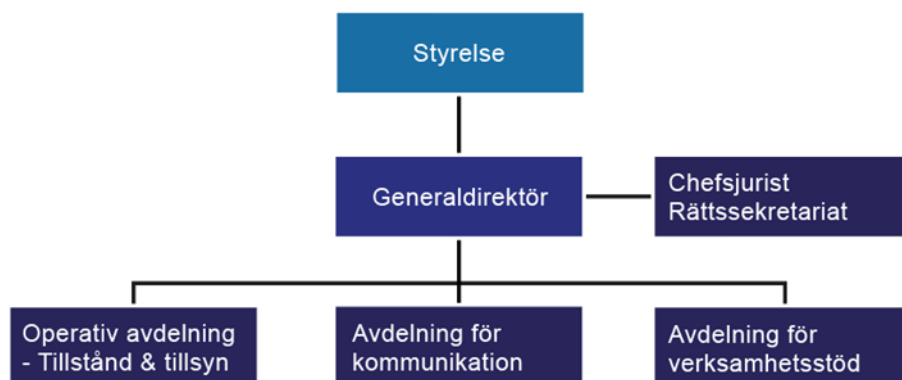 Styrelse
Generaldirektör
Chefsjurist
Rättssekretariat
Operativ avdelning
- Tillstånd & tillsyn
Avdelning för
kommunikation
Avdelning för
verksamhetsstöd